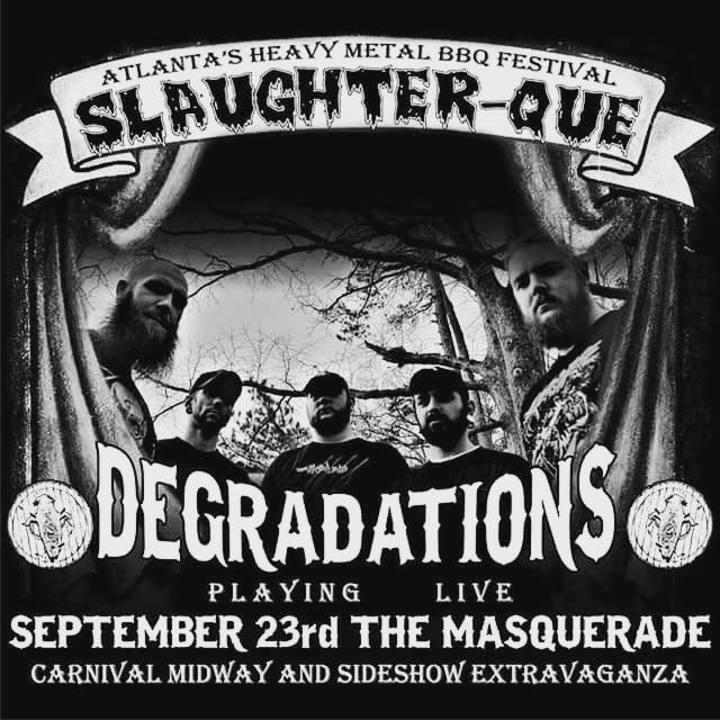 ATLANTA'S HEAVY METAL BBQ FESTIVAL
SLAUGHTER-QUE
DEGRADATIONS
PLAYING LIVE
SEPTEMBER 23rd THE MASQUERADE
CARNIVAL MIDWAY AND SIDESHOW EXTRAVAGANZA